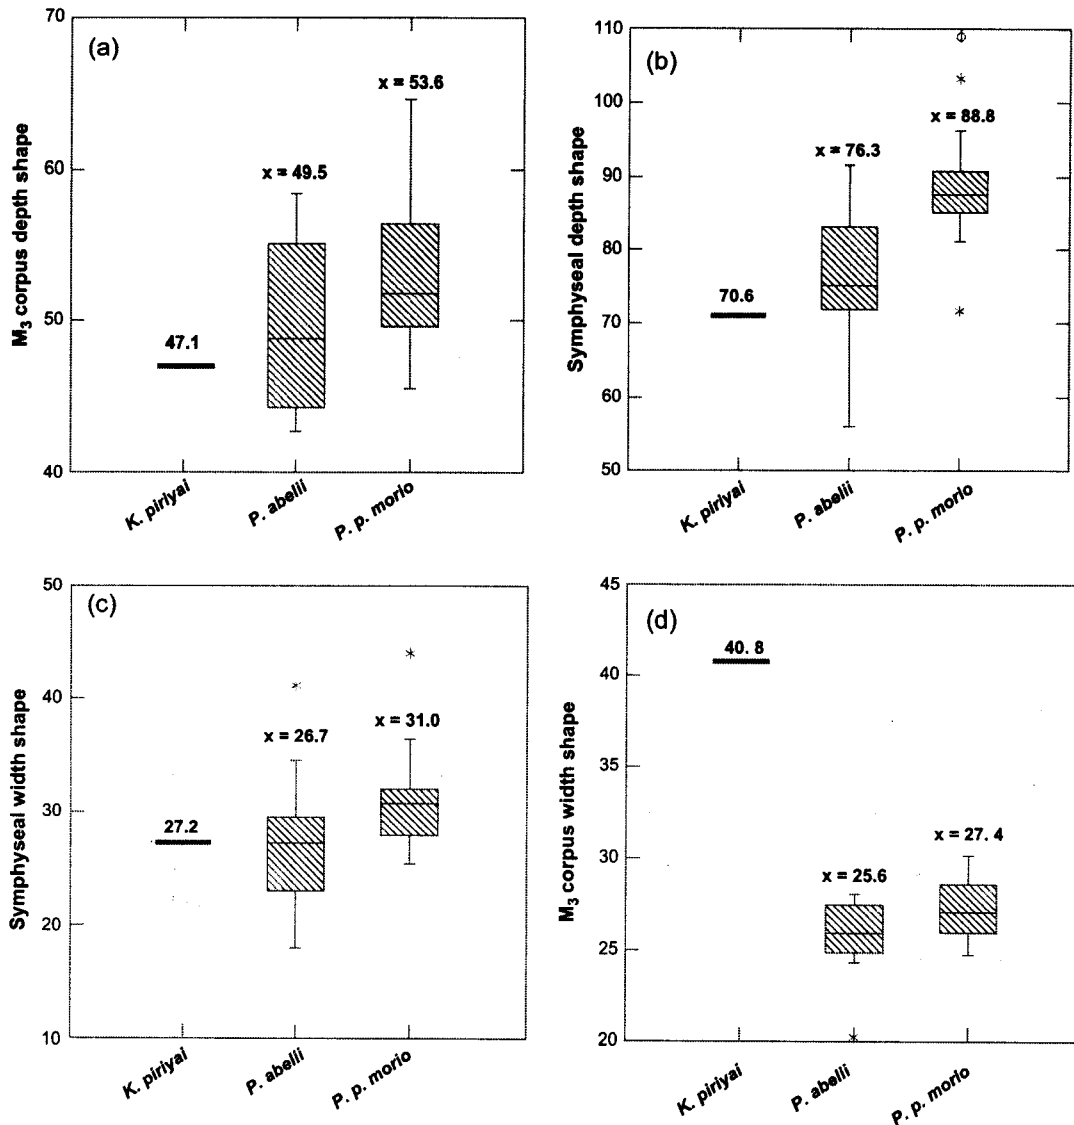 (a)
M₃ corpus depth shape
70
60
50
40
47.1
x = 49.5
x = 53.6
K. piriyai
P. abelii
P. p. morio
(b)
Symphyseal depth shape
110
100
90
80
70
60
50
70.6
x = 76.3
x = 88.8
K. piriyai
P. abelii
P. p. morio
(c)
Symphyseal width shape
50
40
30
20
10
27.2
x = 26.7
x = 31.0
K. piriyai
P. abelii
P. p. morio
(d)
M₃ corpus width shape
45
40
35
30
25
20
40. 8
x = 25.6
x = 27. 4
K. piriyai
P. abelii
P. p. morio